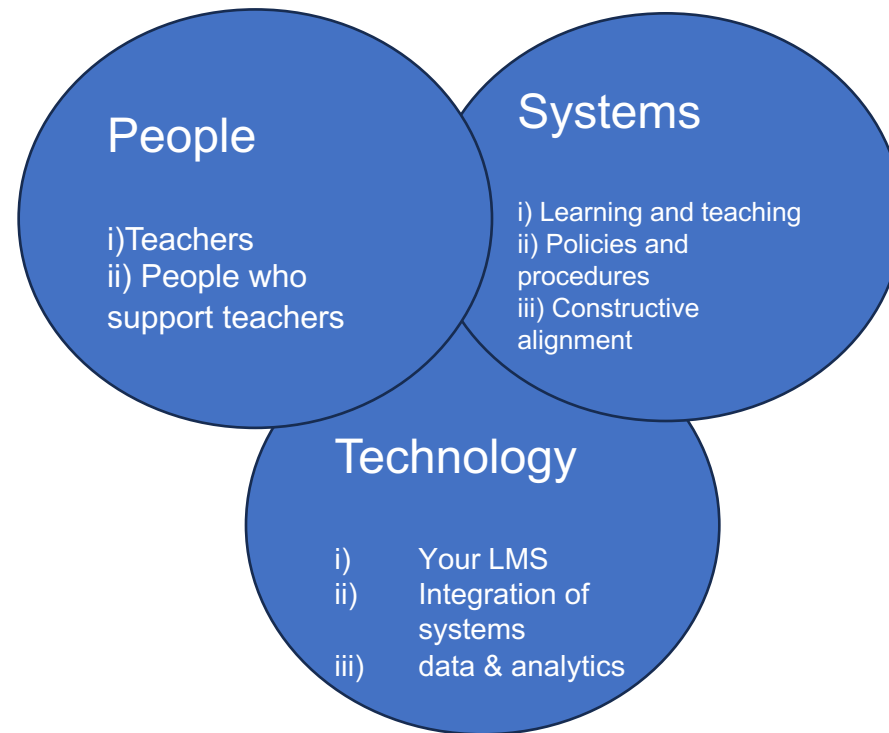 People
i)Teachers
ii) People who
support teachers
Systems
i) Learning and teaching
ii) Policies and
procedures
iii) Constructive
alignment
Technology
i) Your LMS
ii) Integration of
systems
iii) data & analytics